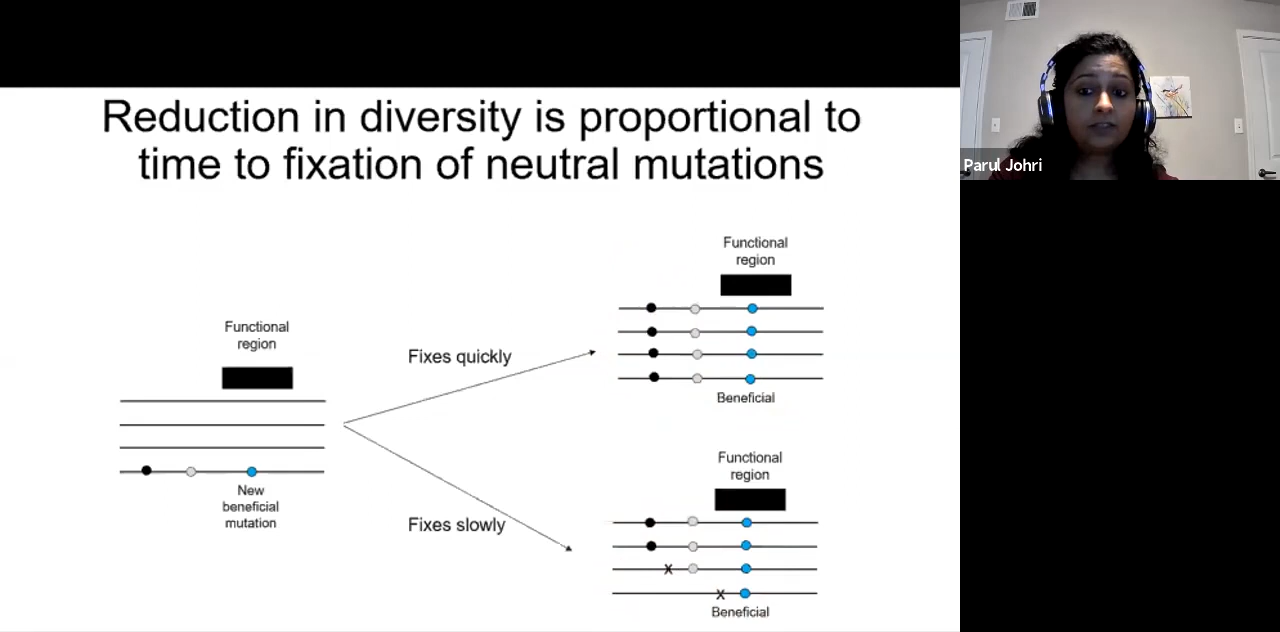 Reduction in diversity is proportional to
time to fixation of neutral mutations
Parul Johri
Functional
region
New
beneficial
mutation
Fixes quickly
Fixes slowly
Functional
region
Beneficial
Functional
region
x
x
Beneficial